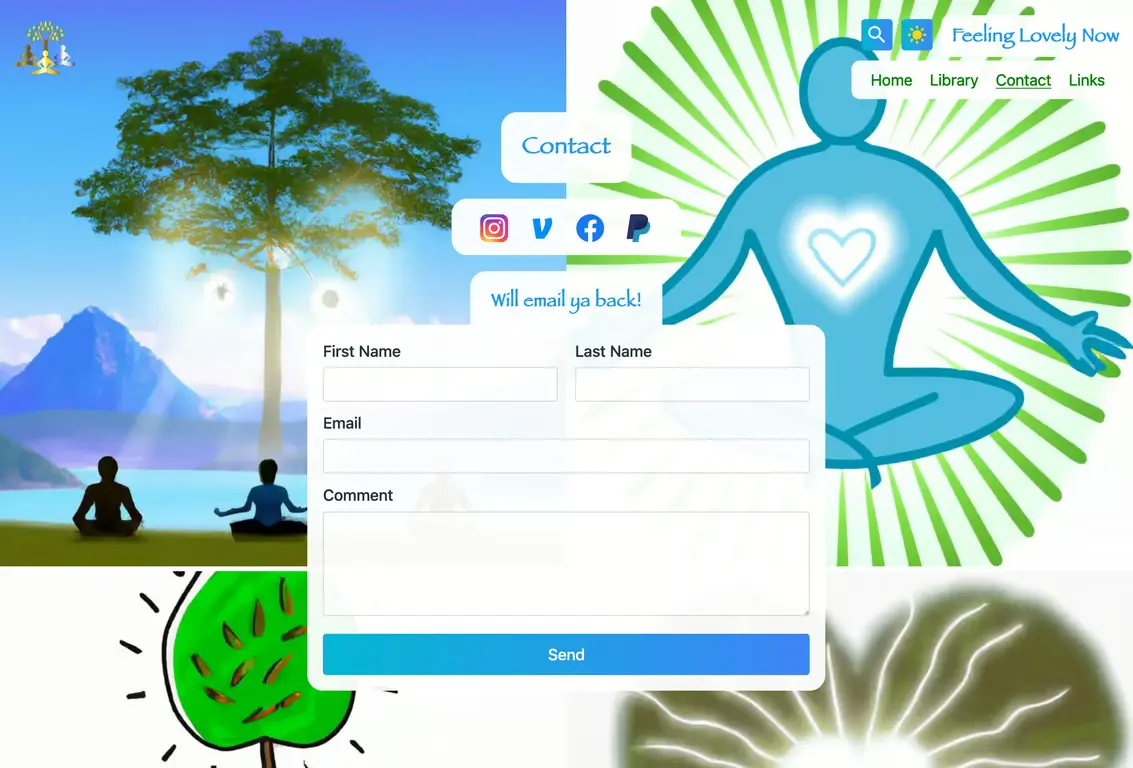 Feeling Lovely Now
Home Library Contact Links
Contact
Will email ya back!
First Name Last Name
Email
Comment
Send